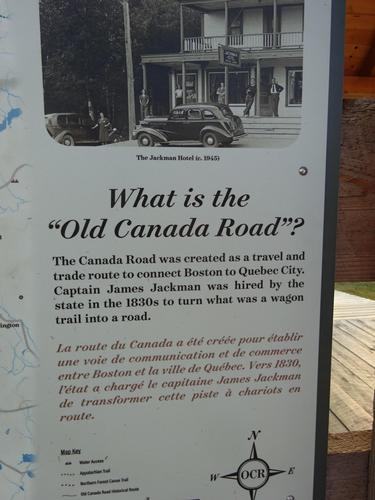 The Jackman Hotel (c. 1945)
What is the
"Old Canada Road"?
The Canada Road was created as a travel and
trade route to connect Boston to Quebec City.
Captain James Jackman was hired by the
state in the 1830s to turn what was a wagon
trail into a road.
La route du Canada a été créée pour établir
une voie de communication et de commerce
entre Boston et la ville de Québec. Vers 1830,
l'état a chargé le capitaine James Jackman
de transformer cette piste à chariots en
route.
ington
Map Key
Water Access
Appalachian Trail
Northern Forest Canoe Trail
Old Canada Road Historical Route
N
W OCR E